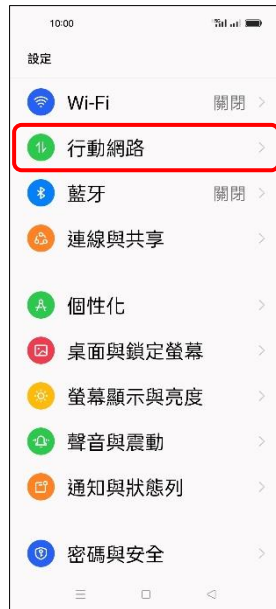 10:00
設定
Wi-Fi 關閉
行動網路
藍牙 關閉
連線與共享
個性化
桌面與鎖定螢幕
螢幕顯示與亮度
聲音與震動
通知與狀態列
密碼與安全